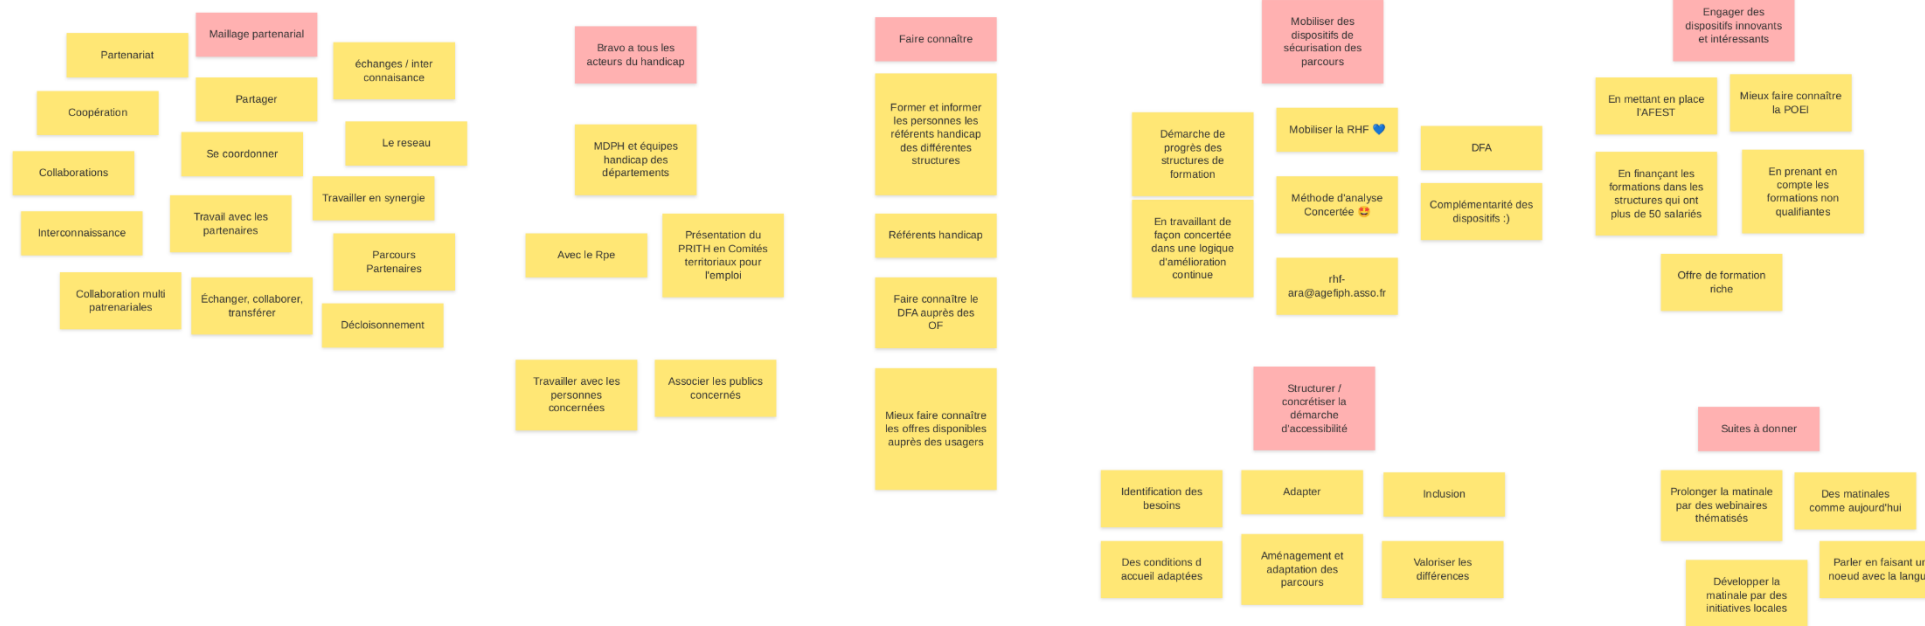 Maillage partenarial
Partenariat
échanges / inter
connaisance
Partager
Coopération
Le reseau
Se coordonner
Collaborations
Travailler en synergie
Travail avec les
partenaires
Interconnaissance
Parcours
Partenaires
Collaboration multi
patrenariales
Échanger, collaborer,
transférer
Décloisonnement
Bravo a tous les
acteurs du handicap
MDPH et équipes
handicap des
départements
Avec le Rpe
Présentation du
PRITH en Comités
territoriaux pour
l'emploi
Travailler avec les
personnes
concernées
Associer les publics
concernés
Faire connaître
Former et informer
les personnes les
référents handicap
des différentes
structures
Référents handicap
Faire connaître le
DFA auprès des
OF
Mieux faire connaître
les offres disponibles
auprès des usagers
Mobiliser des
dispositifs de
sécurisation des
parcours
Démarche de
progrès des
structures de
formation
En travaillant de
façon concertée
dans une logique
d'amélioration
continue
Mobiliser la RHF 💙
Méthode d'analyse
Concertée 🤩
rhf-
ara@agefiph.asso.fr
DFA
Complémentarité des
dispositifs :)
Engager des
dispositifs innovants
et intéressants
En mettant en place
l'AFEST
Mieux faire connaître
la POEI
En finançant les
formations dans les
structures qui ont
plus de 50 salariés
En prenant en
compte les
formations non
qualifiantes
Offre de formation
riche
Structurer /
concrétiser la
démarche
d'accessibilité
Identification des
besoins
Adapter
Inclusion
Des conditions d
accueil adaptées
Aménagement et
adaptation des
parcours
Valoriser les
différences
Suites à donner
Prolonger la matinale
par des webinaires
thématisés
Des matinales
comme aujourd'hui
Développer la
matinale par des
initiatives locales
Parler en faisant un
noeud avec la langu